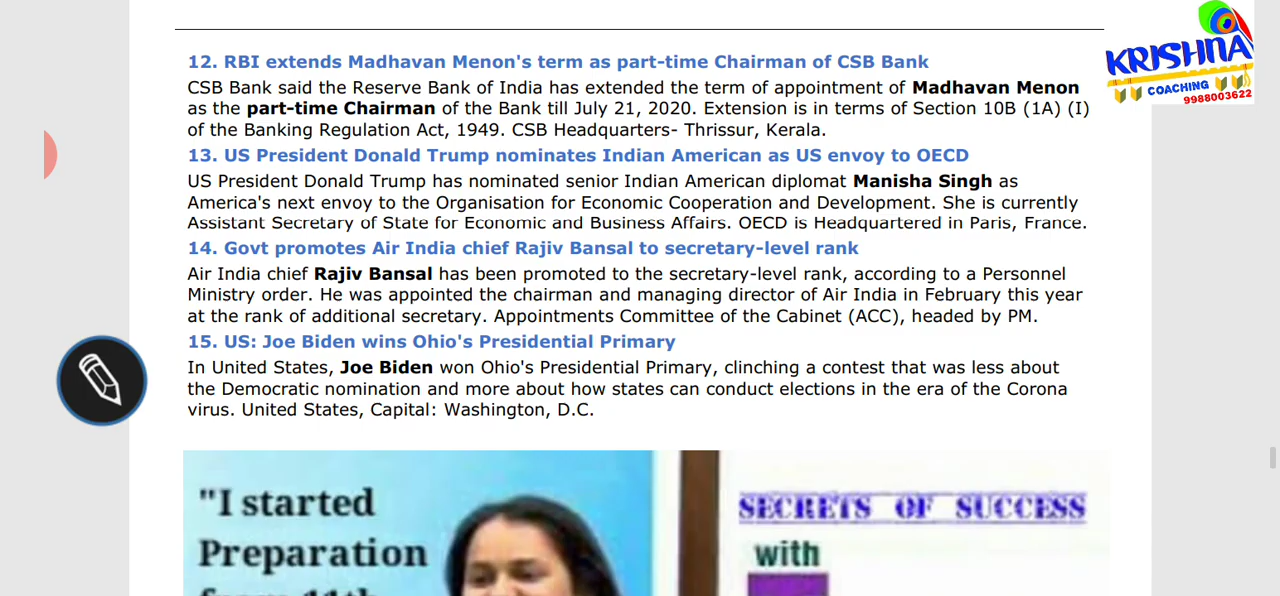 KRISHNA
COACHING
9988003622
12. RBI extends Madhavan Menon's term as part-time Chairman of CSB Bank
CSB Bank said the Reserve Bank of India has extended the term of appointment of Madhavan Menon
as the part-time Chairman of the Bank till July 21, 2020. Extension is in terms of Section 10B (1A) (I)
of the Banking Regulation Act, 1949. CSB Headquarters- Thrissur, Kerala.
13. US President Donald Trump nominates Indian American as US envoy to OECD
US President Donald Trump has nominated senior Indian American diplomat Manisha Singh as
America's next envoy to the Organisation for Economic Cooperation and Development. She is currently
Assistant Secretary of State for Economic and Business Affairs. OECD is Headquartered in Paris, France.
14. Govt promotes Air India chief Rajiv Bansal to secretary-level rank
Air India chief Rajiv Bansal has been promoted to the secretary-level rank, according to a Personnel
Ministry order. He was appointed the chairman and managing director of Air India in February this year
at the rank of additional secretary. Appointments Committee of the Cabinet (ACC), headed by PM.
15. US: Joe Biden wins Ohio's Presidential Primary
In United States, Joe Biden won Ohio's Presidential Primary, clinching a contest that was less about
the Democratic nomination and more about how states can conduct elections in the era of the Corona
virus. United States, Capital: Washington, D.C.
"I started
Preparation
from 11th
SECRETS OF SUCCESS
with